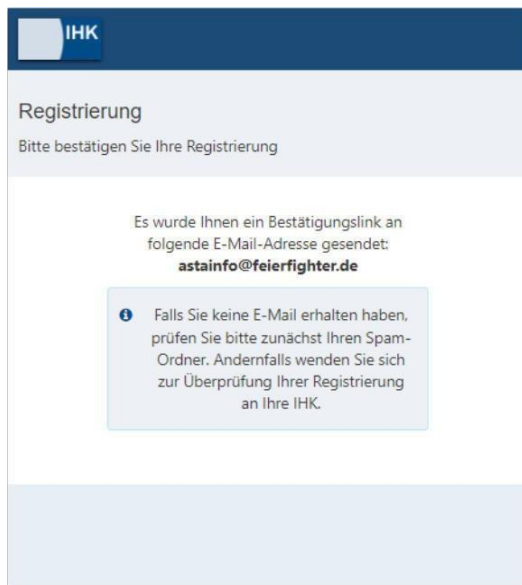 IHK
Registrierung
Bitte bestätigen Sie Ihre Registrierung
Es wurde Ihnen ein Bestätigungslink an
folgende E-Mail-Adresse gesendet:
astainfo@feierfighter.de
Falls Sie keine E-Mail erhalten haben,
prüfen Sie bitte zunächst Ihren Spam-
Ordner. Andernfalls wenden Sie sich
zur Überprüfung Ihrer Registrierung
an Ihre IHK.